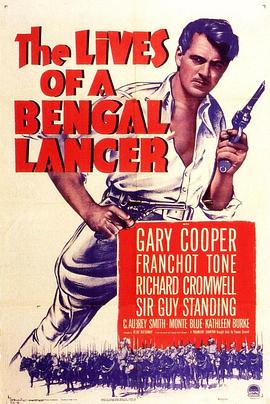 The LIVES
OF A
BENGAL
LANCER
GARY COOPER
FRANCHOT TONE
RICHARD CROMWELL
SIR GUY STANDING
C. AUBREY SMITH · MONTE BLUE · KATHLEEN BURKE